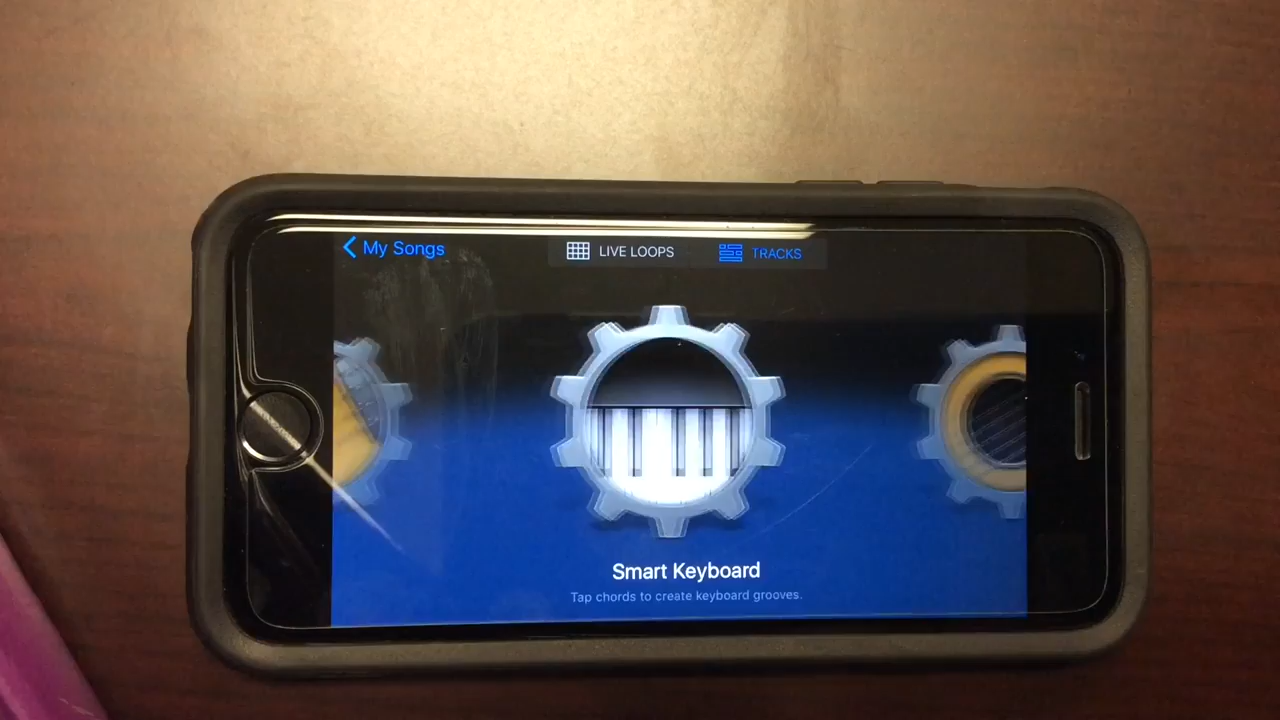 My Songs
LIVE LOOPS
TRACKS
Smart Keyboard
Tap chords to create keyboard grooves.